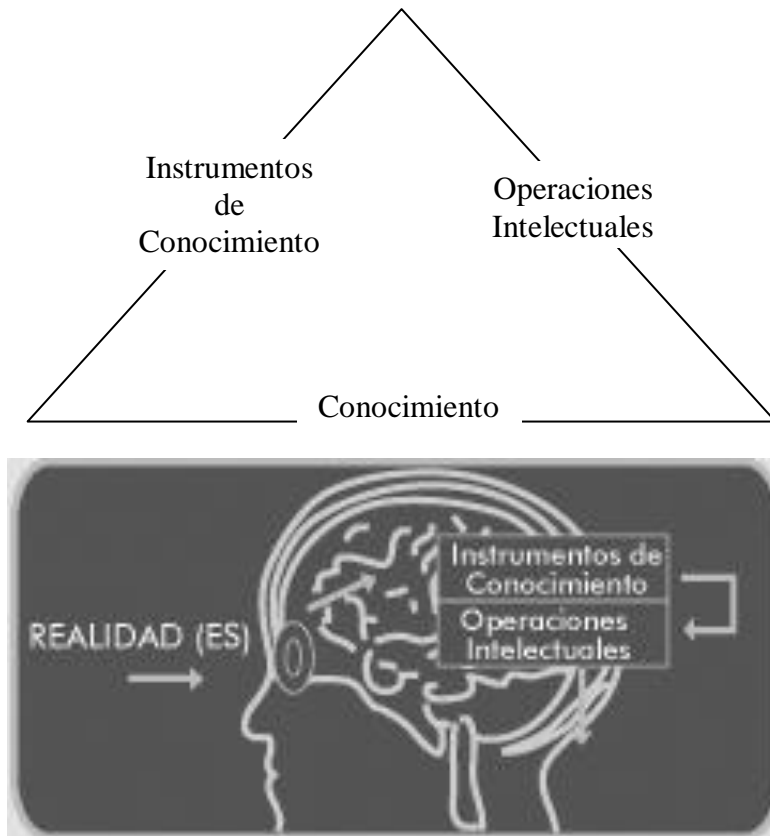 Instrumentos
de
Conocimiento
Operaciones
Intelectuales
Conocimiento
REALIDAD (ES)
Instrumentos de
Conocimiento
Operaciones
Intelectuales